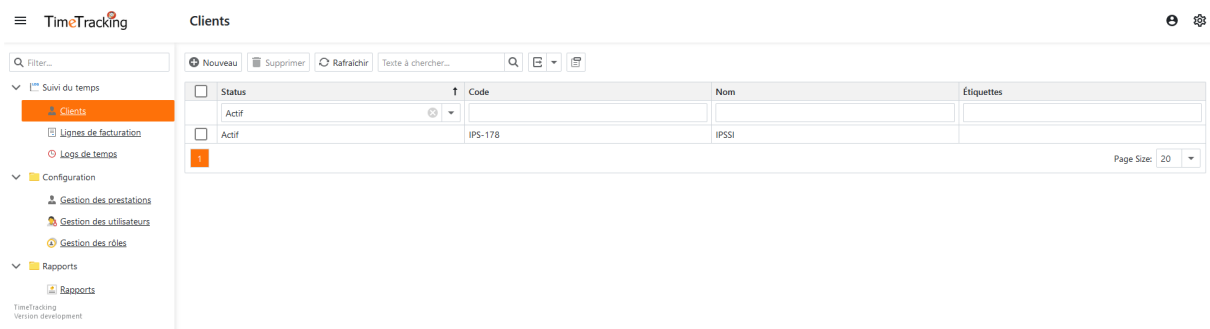 TimeTracking
Clients
Filter...
Nouveau Supprimer Rafraîchir Texte à chercher...
Suivi du temps
Clients
Lignes de facturation
Logs de temps
Configuration
Gestion des prestations
Gestion des utilisateurs
Gestion des rôles
Rapports
Rapports
TimeTracking
Version development
Status Code Nom Étiquettes
Actif
Actif IPS-178 IPSSI
1 Page Size: 20